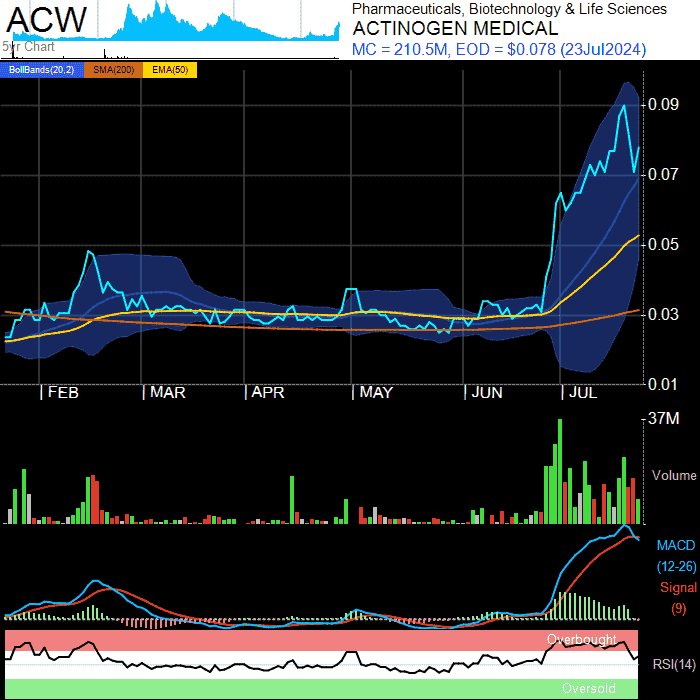 ACW
Pharmaceuticals, Biotechnology & Life Sciences
ACTINOGEN MEDICAL
5yr Chart
MC = 210.5M, EOD = $0.078 (23Jul2024)
BollBands(20,2) SMA(200) EMA(50)
0.09
0.07
0.05
0.03
0.01
FEB MAR APR MAY JUN JUL
37M
Volume
MACD
(12-26)
Signal
(9)
Overbought
RSI(14)
Oversold